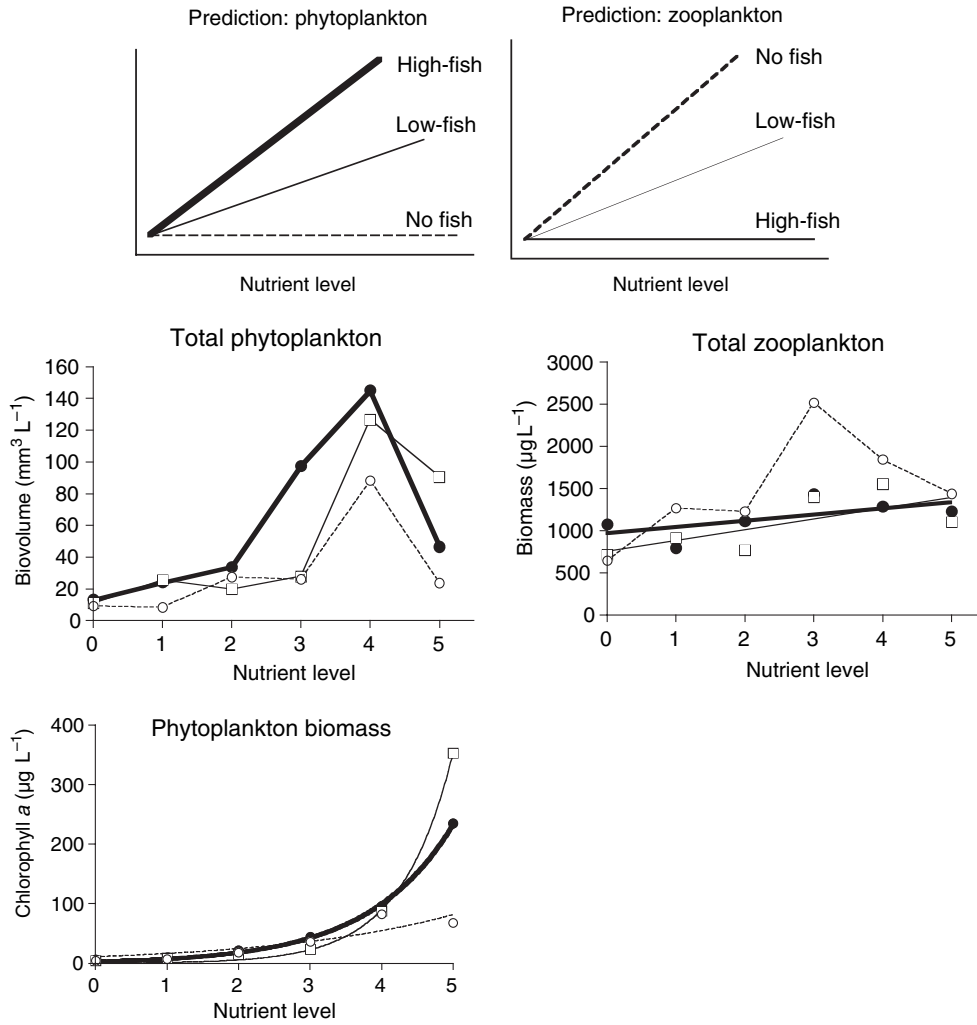 Prediction: phytoplankton
High-fish
Low-fish
No fish
Nutrient level
Prediction: zooplankton
No fish
Low-fish
High-fish
Nutrient level
Total phytoplankton
Biovolume (mm³ L⁻¹)
160
140
120
100
80
60
40
20
0
0 1 2 3 4 5
Nutrient level
Total zooplankton
Biomass (µg L⁻¹)
3000
2500
2000
1500
1000
500
0
0 1 2 3 4 5
Nutrient level
Phytoplankton biomass
Chlorophyll a (µg L⁻¹)
400
300
200
100
0
0 1 2 3 4 5
Nutrient level